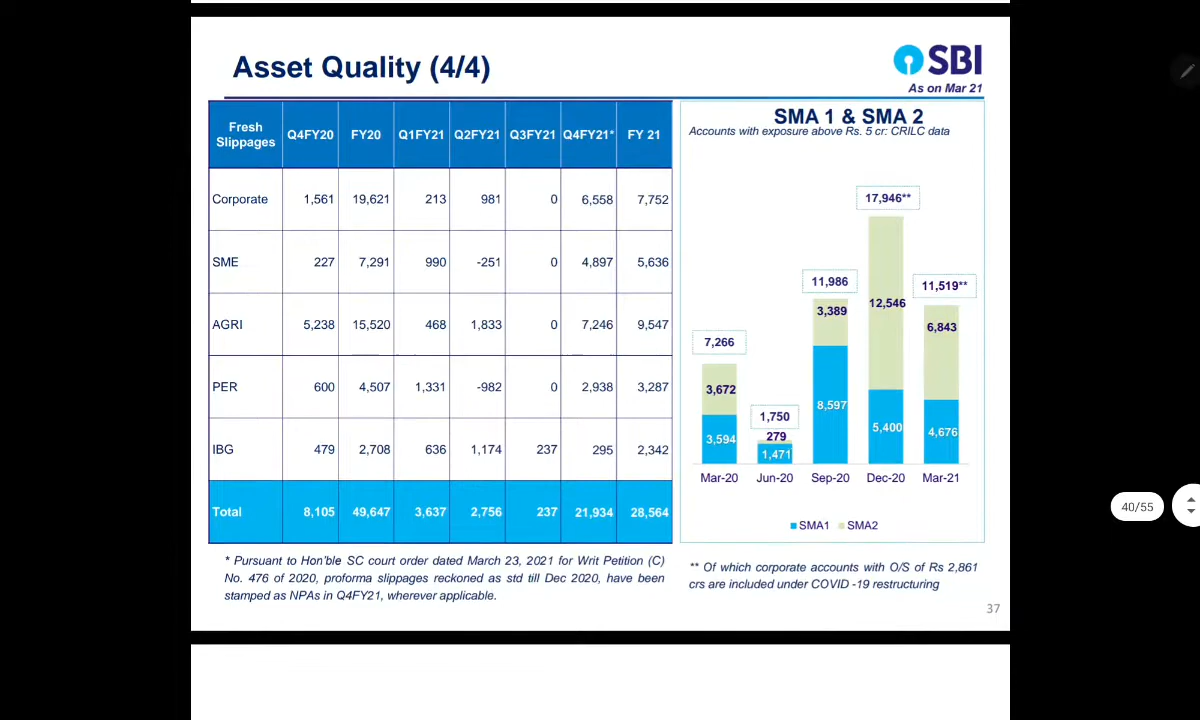 Asset Quality (4/4)
SBI
As on Mar 21
Fresh Slippages Q4FY20 FY20 Q1FY21 Q2FY21 Q3FY21 Q4FY21* FY 21
Corporate 1,561 19,621 213 981 0 6,558 7,752
SME 227 7,291 990 -251 0 4,897 5,636
AGRI 5,238 15,520 468 1,833 0 7,246 9,547
PER 600 4,507 1,331 -982 0 2,938 3,287
IBG 479 2,708 636 1,174 237 295 2,342
Total 8,105 49,647 3,637 2,756 237 21,934 28,564
* Pursuant to Hon'ble SC court order dated March 23, 2021 for Writ Petition (C)
No. 476 of 2020, proforma slippages reckoned as std till Dec 2020, have been
stamped as NPAs in Q4FY21, wherever applicable.
SMA 1 & SMA 2
Accounts with exposure above Rs. 5 cr: CRILC data
17,946**
11,986
11,519**
12,546
3,389
6,843
7,266
3,672
8,597
1,750
5,400
4,676
279
3,594
1,471
Mar-20 Jun-20 Sep-20 Dec-20 Mar-21
SMA1 SMA2
** Of which corporate accounts with O/S of Rs 2,861
crs are included under COVID -19 restructuring
37
40/55